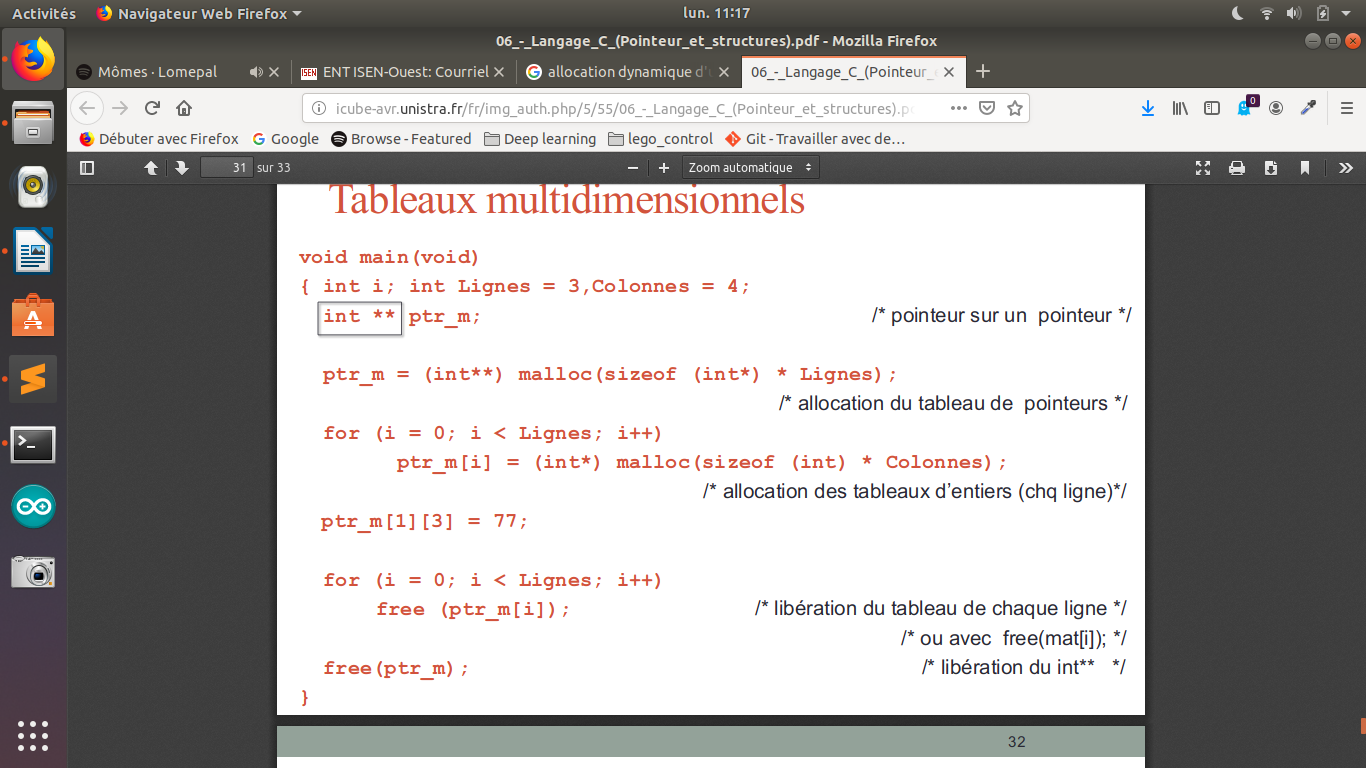 Activités Navigateur Web Firefox lun. 11:17
06_-_Langage_C_(Pointeur_et_structures).pdf - Mozilla Firefox
Mômes · Lomepal ISEN ENT ISEN-Ouest: Courriel allocation dynamique d' 06_-_Langage_C_(Pointeur_
icube-avr.unistra.fr/fr/img_auth.php/5/55/06_-_Langage_C_(Pointeur_et_structures).p 0
Débuter avec Firefox Google Browse - Featured Deep learning lego_control Git - Travailler avec de…
31 sur 33 Zoom automatique
Tableaux multidimensionnels
void main(void)
{ int i; int Lignes = 3,Colonnes = 4;
int ** ptr_m; /* pointeur sur un pointeur */
ptr_m = (int**) malloc(sizeof (int*) * Lignes);
/* allocation du tableau de pointeurs */
for (i = 0; i < Lignes; i++)
ptr_m[i] = (int*) malloc(sizeof (int) * Colonnes);
/* allocation des tableaux d’entiers (chq ligne)*/
ptr_m[1][3] = 77;
for (i = 0; i < Lignes; i++)
free (ptr_m[i]); /* libération du tableau de chaque ligne */
/* ou avec free(mat[i]); */
free(ptr_m); /* libération du int** */
}
32